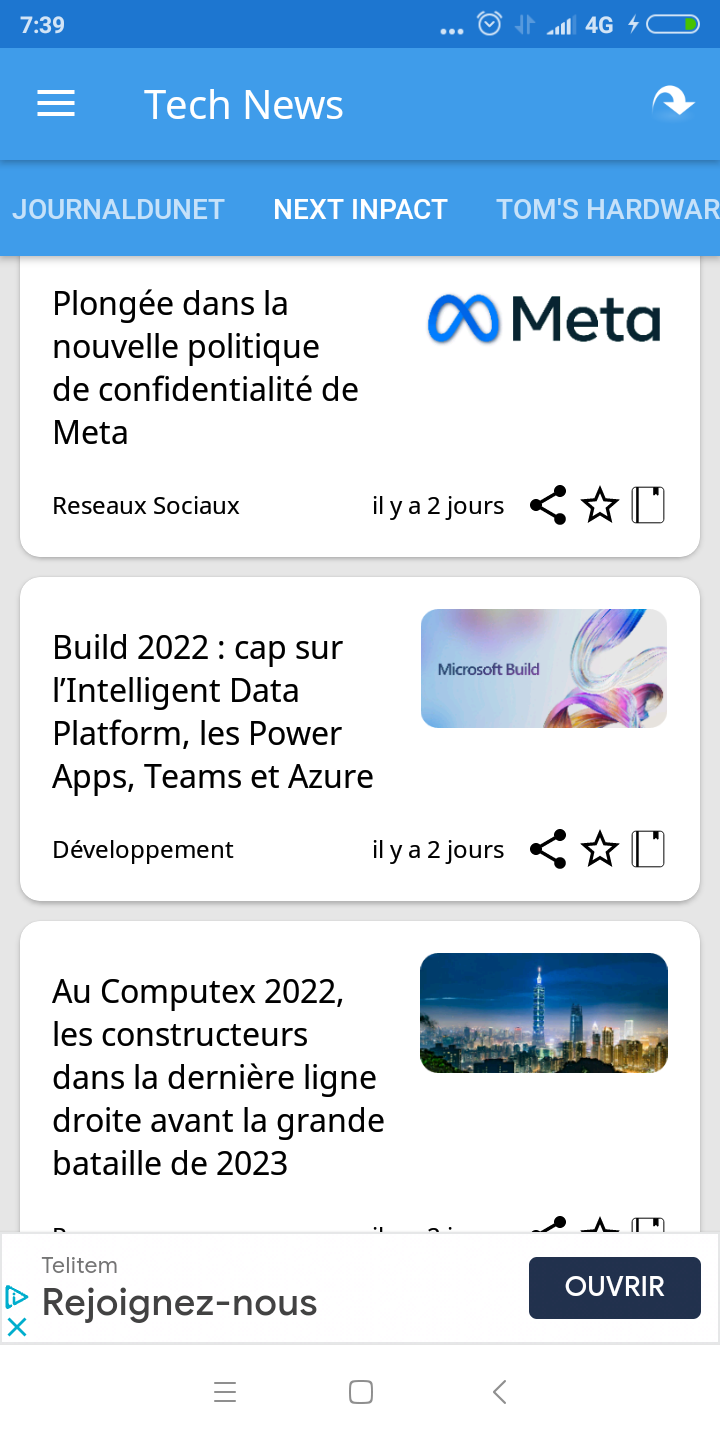 7:39
4G
Tech News
JOURNALDUNET
NEXT INPACT
TOM'S HARDWAR
Plongée dans la
nouvelle politique
de confidentialité de
Meta
Meta
Reseaux Sociaux
il y a 2 jours
Build 2022 : cap sur
l’Intelligent Data
Platform, les Power
Apps, Teams et Azure
Microsoft Build
Développement
il y a 2 jours
Au Computex 2022,
les constructeurs
dans la dernière ligne
droite avant la grande
bataille de 2023
Telitem
Rejoignez-nous
OUVRIR